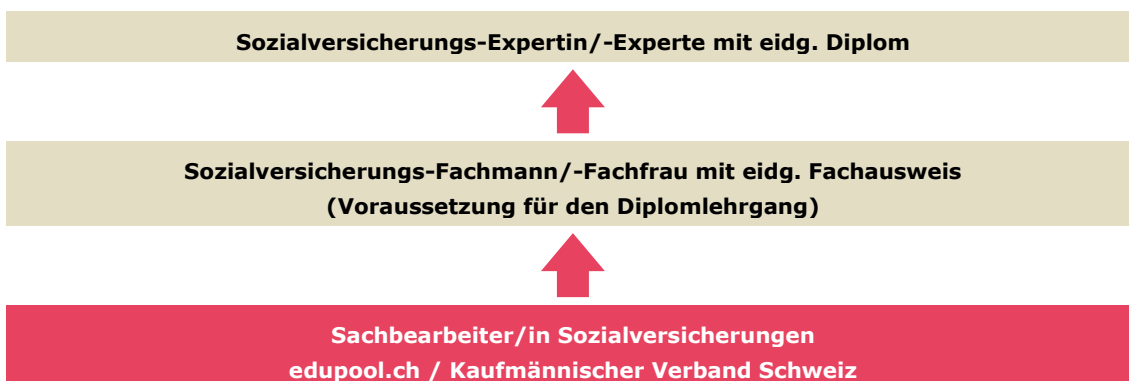 Sozialversicherungs-Expertin/-Experte mit eidg. Diplom
Sozialversicherungs-Fachmann/-Fachfrau mit eidg. Fachausweis
(Voraussetzung für den Diplomlehrgang)
Sachbearbeiter/in Sozialversicherungen
edupool.ch / Kaufmännischer Verband Schweiz